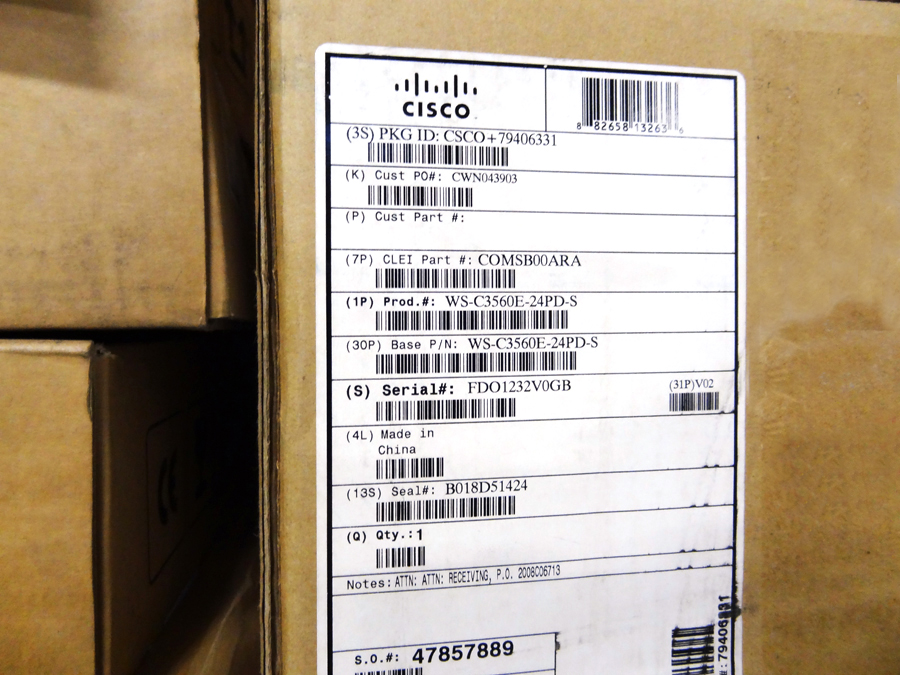 CISCO
8 82658 13263 6
(3S) PKG ID: CSCO+79406331
(K) Cust PO#: CWN043903
(P) Cust Part #:
(7P) CLEI Part #: COMSB00ARA
(1P) Prod.#: WS-C3560E-24PD-S
(30P) Base P/N: WS-C3560E-24PD-S
(S) Serial#: FDO1232V0GB
(31P)V02
(4L) Made in
China
(13S) Seal#: B018D51424
(Q) Qty.:1
Notes: ATTN: ATTN: RECEIVING, P.O. 2008C06713
S.O.#: 47857889
#: 79406331
CE